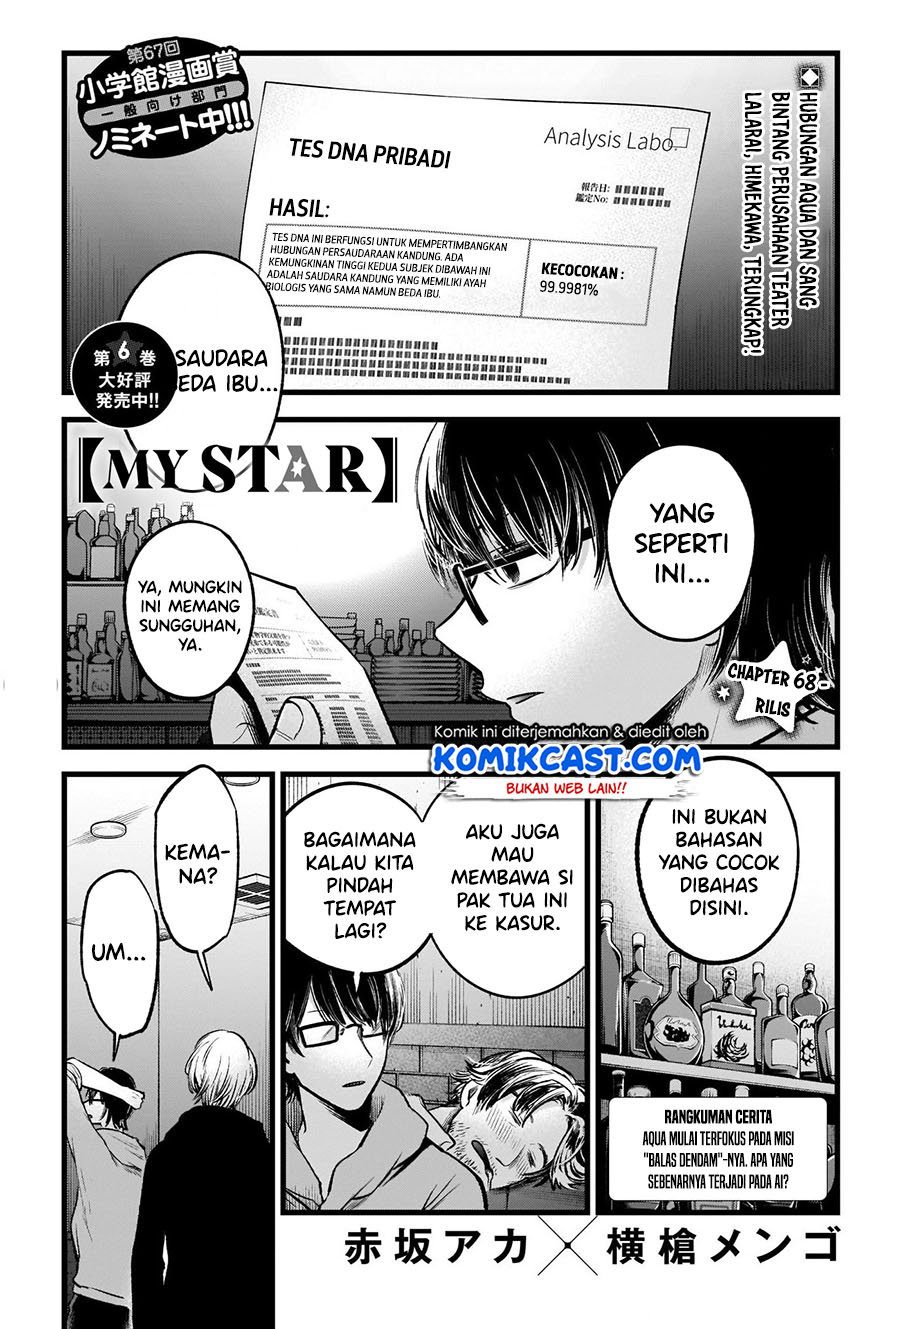 第67回
小学館漫画賞
一般向け部門
ノミネート中!!!
HUBUNGAN AQUA DAN SANG
BINTANG PERUSAHAAN TEATER
LALARAI, HIMEKAWA, TERUNGKAP!
Analysis Labo.
TES DNA PRIBADI
報告日:
鑑定No:
HASIL:
TES DNA INI BERFUNGSI UNTUK MEMPERTIMBANGKAN
HUBUNGAN PERSAUDARAAN KANDUNG. ADA
KEMUNGKINAN TINGGI KEDUA SUBJEK DIBAWAH INI
ADALAH SAUDARA KANDUNG YANG MEMILIKI AYAH
BIOLOGIS YANG SAMA NAMUN BEDA IBU.
KECOCOKAN :
99.9981%
SAUDARA
EDA IBU...
第6巻
大好評
発売中!!
【MY STAR】
YANG
SEPERTI
INI...
YA, MUNGKIN
INI MEMANG
SUNGGUHAN,
YA.
CHAPTER 68 -
RILIS
Komik ini diterjemahkan & diedit oleh
KOMIKCAST.COM
BUKAN WEB LAIN!!
INI BUKAN
BAHASAN
YANG COCOK
DIBAHAS
DISINI.
AKU JUGA
MAU
MEMBAWA SI
PAK TUA INI
KE KASUR.
BAGAIMANA
KALAU KITA
PINDAH
TEMPAT
LAGI?
KEMA-
NA?
UM...
RANGKUMAN CERITA
AQUA MULAI TERFOKUS PADA MISI
"BALAS DENDAM"-NYA. APA YANG
SEBENARNYA TERJADI PADA AI?
赤坂アカ×横槍メンゴ